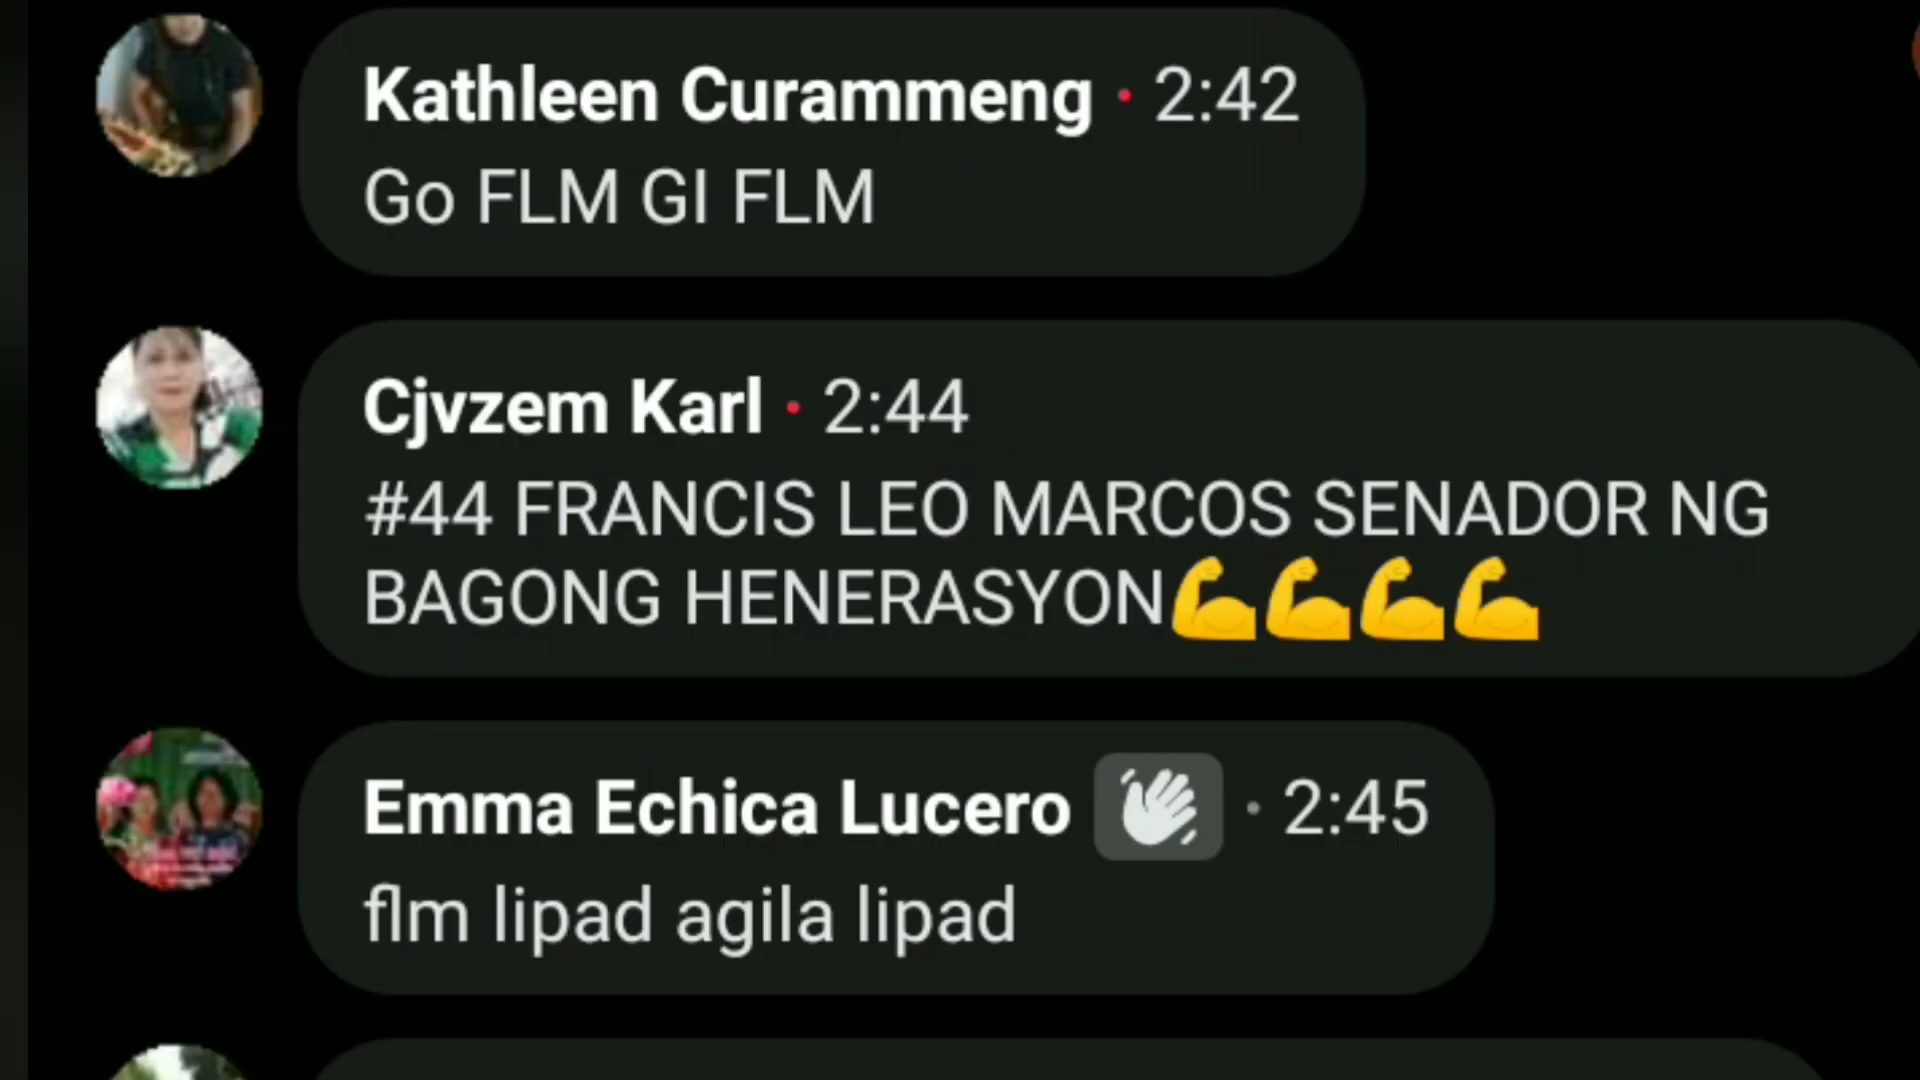 Kathleen Curammeng · 2:42
Go FLM GI FLM
Cjvzem Karl · 2:44
#44 FRANCIS LEO MARCOS SENADOR NG
BAGONG HENERASYON💪💪💪💪
Emma Echica Lucero 👋 · 2:45
flm lipad agila lipad